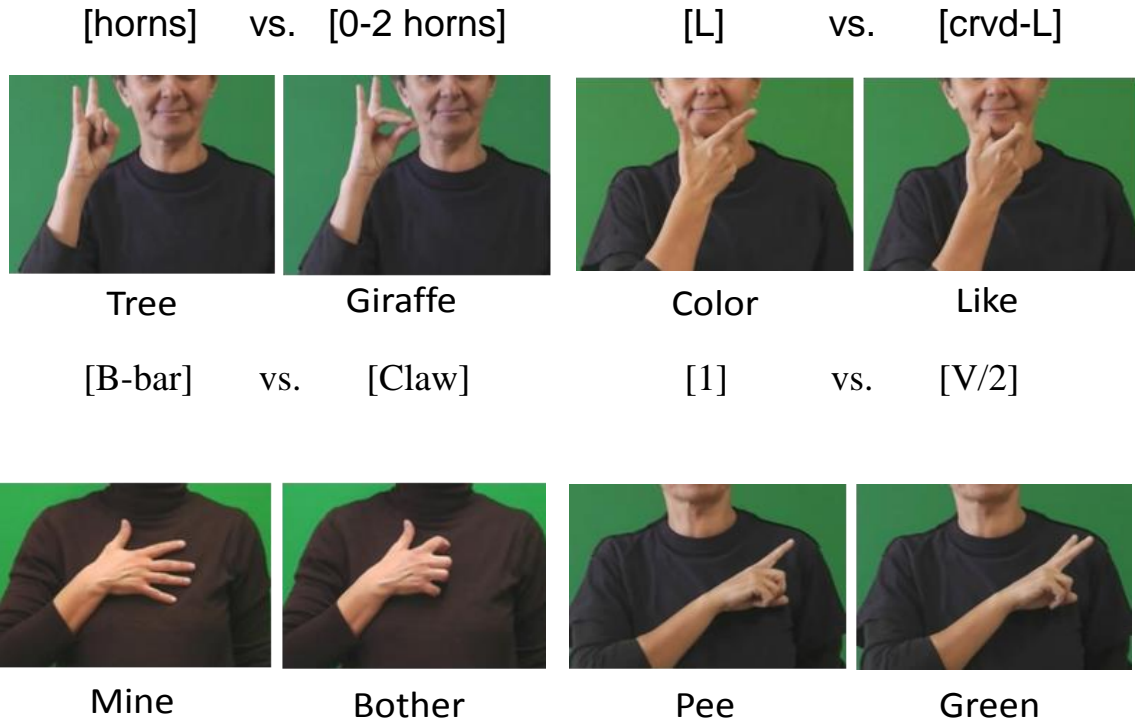 [horns] vs. [0-2 horns] [L] vs. [crvd-L]
Tree Giraffe Color Like
[B-bar] vs. [Claw] [1] vs. [V/2]
Mine Bother Pee Green